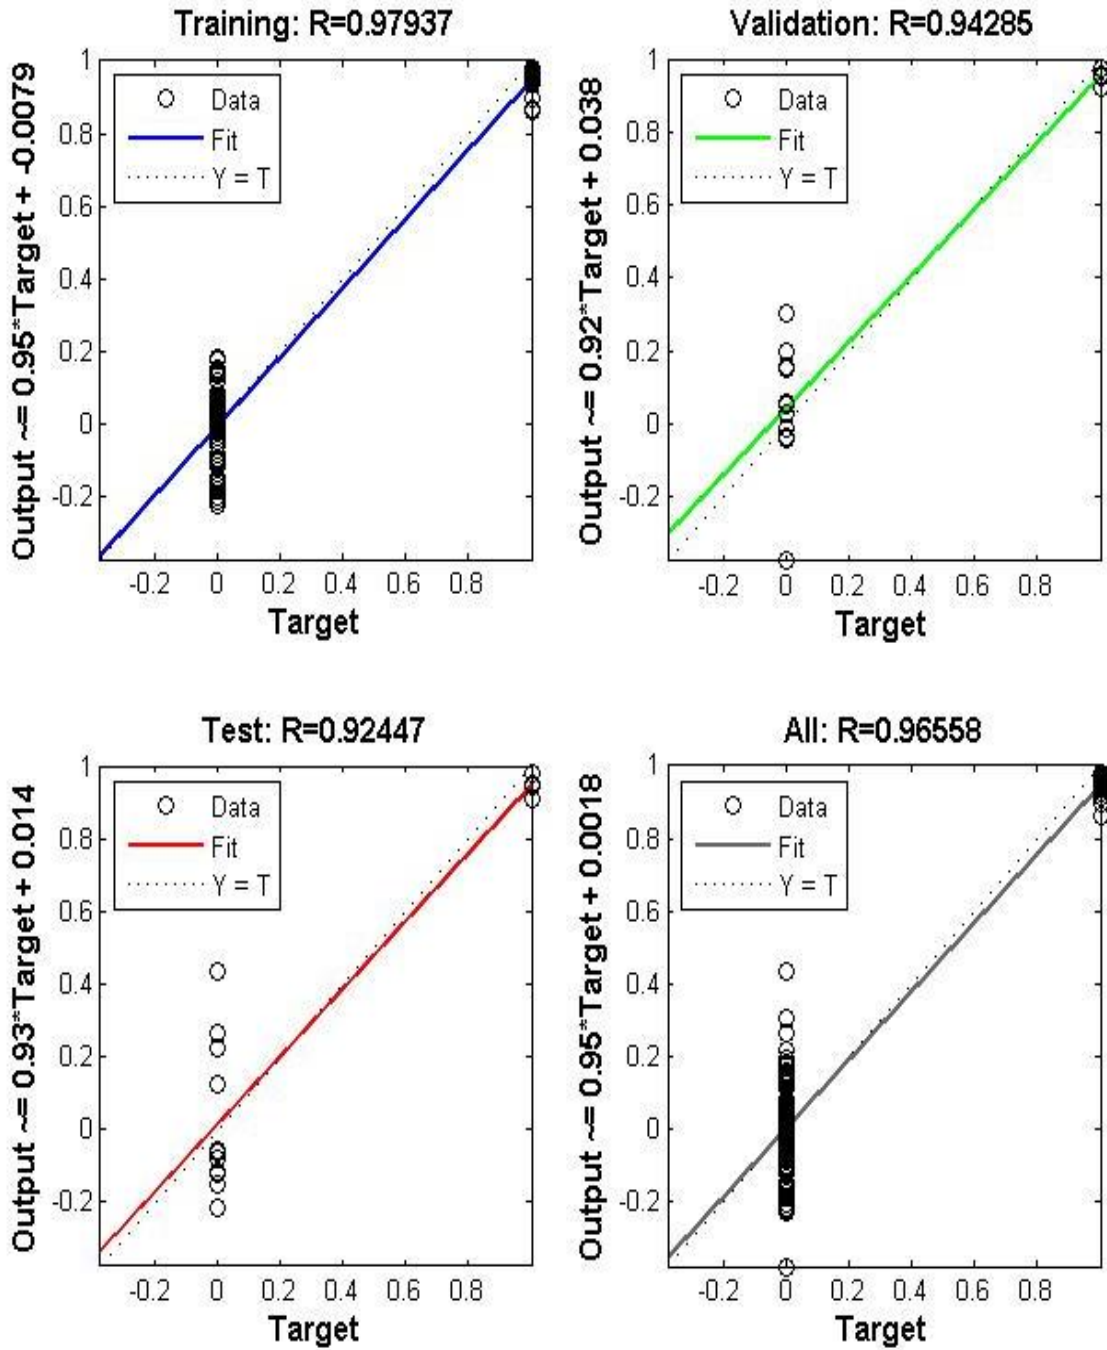 Training: R=0.97937
Output ~= 0.95*Target + -0.0079
1
0.8
0.6
0.4
0.2
0
-0.2
Data
Fit
Y = T
-0.2 0 0.2 0.4 0.6 0.8
Target
Validation: R=0.94285
Output ~= 0.92*Target + 0.038
1
0.8
0.6
0.4
0.2
0
-0.2
Data
Fit
Y = T
-0.2 0 0.2 0.4 0.6 0.8
Target
Test: R=0.92447
Output ~= 0.93*Target + 0.014
1
0.8
0.6
0.4
0.2
0
-0.2
Data
Fit
Y = T
-0.2 0 0.2 0.4 0.6 0.8
Target
All: R=0.96558
Output ~= 0.95*Target + 0.0018
1
0.8
0.6
0.4
0.2
0
-0.2
Data
Fit
Y = T
-0.2 0 0.2 0.4 0.6 0.8
Target